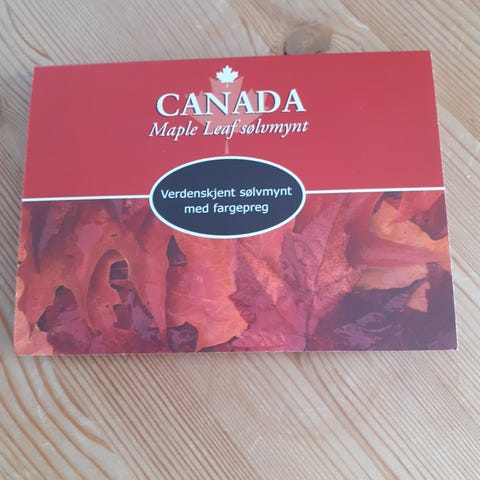 CANADA
Maple Leaf sølvmynt
Verdenskjent sølvmynt
med fargepreg